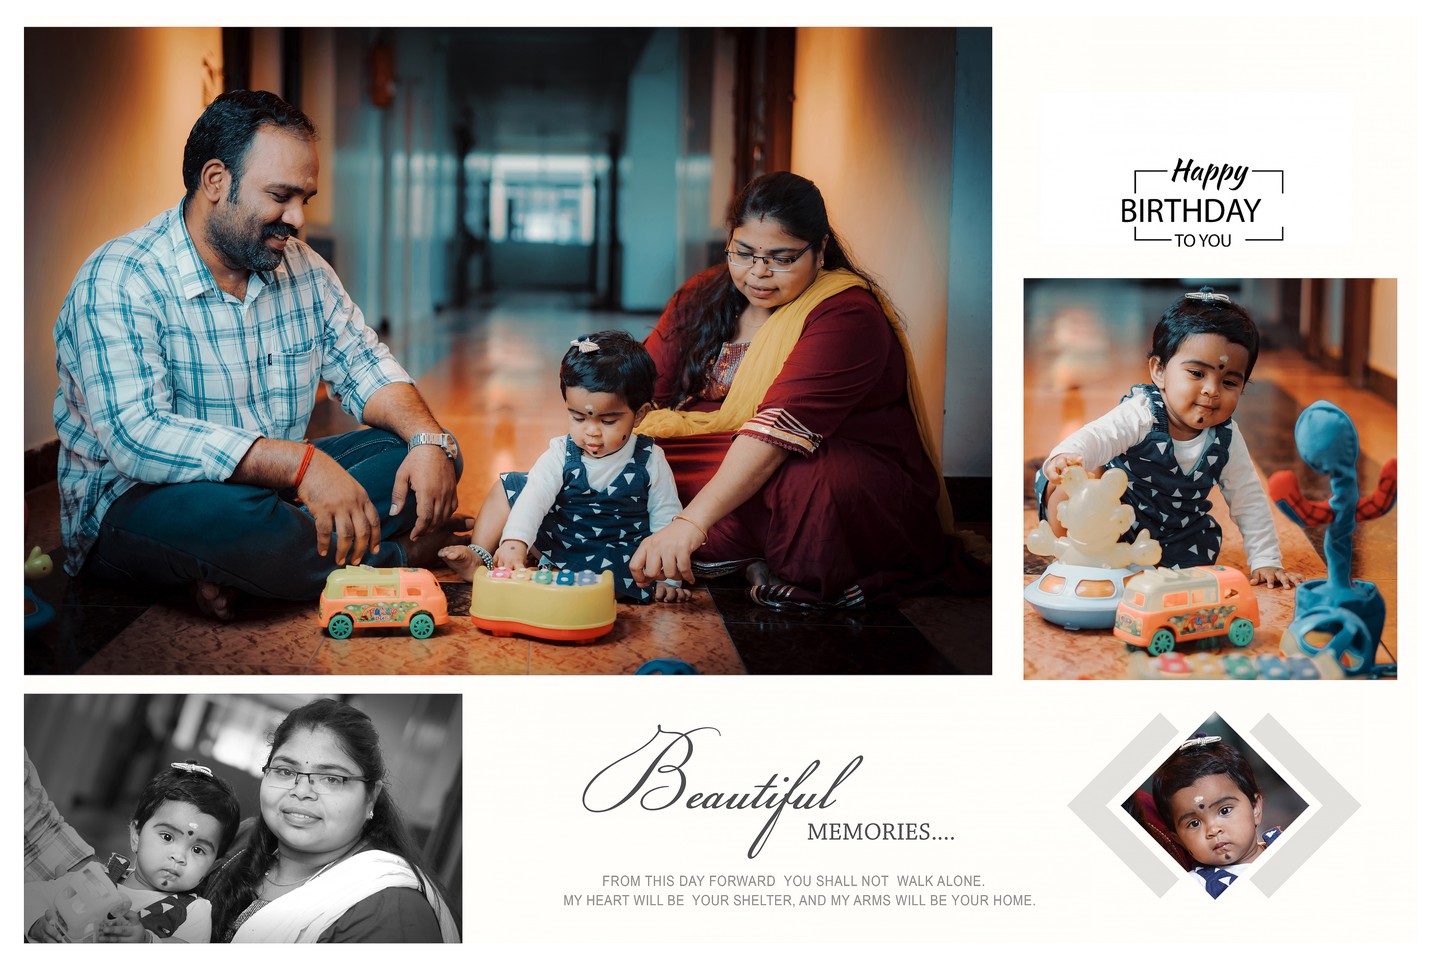 Happy
BIRTHDAY
TO YOU
Beautiful
MEMORIES....
FROM THIS DAY FORWARD YOU SHALL NOT WALK ALONE.
MY HEART WILL BE YOUR SHELTER, AND MY ARMS WILL BE YOUR HOME.